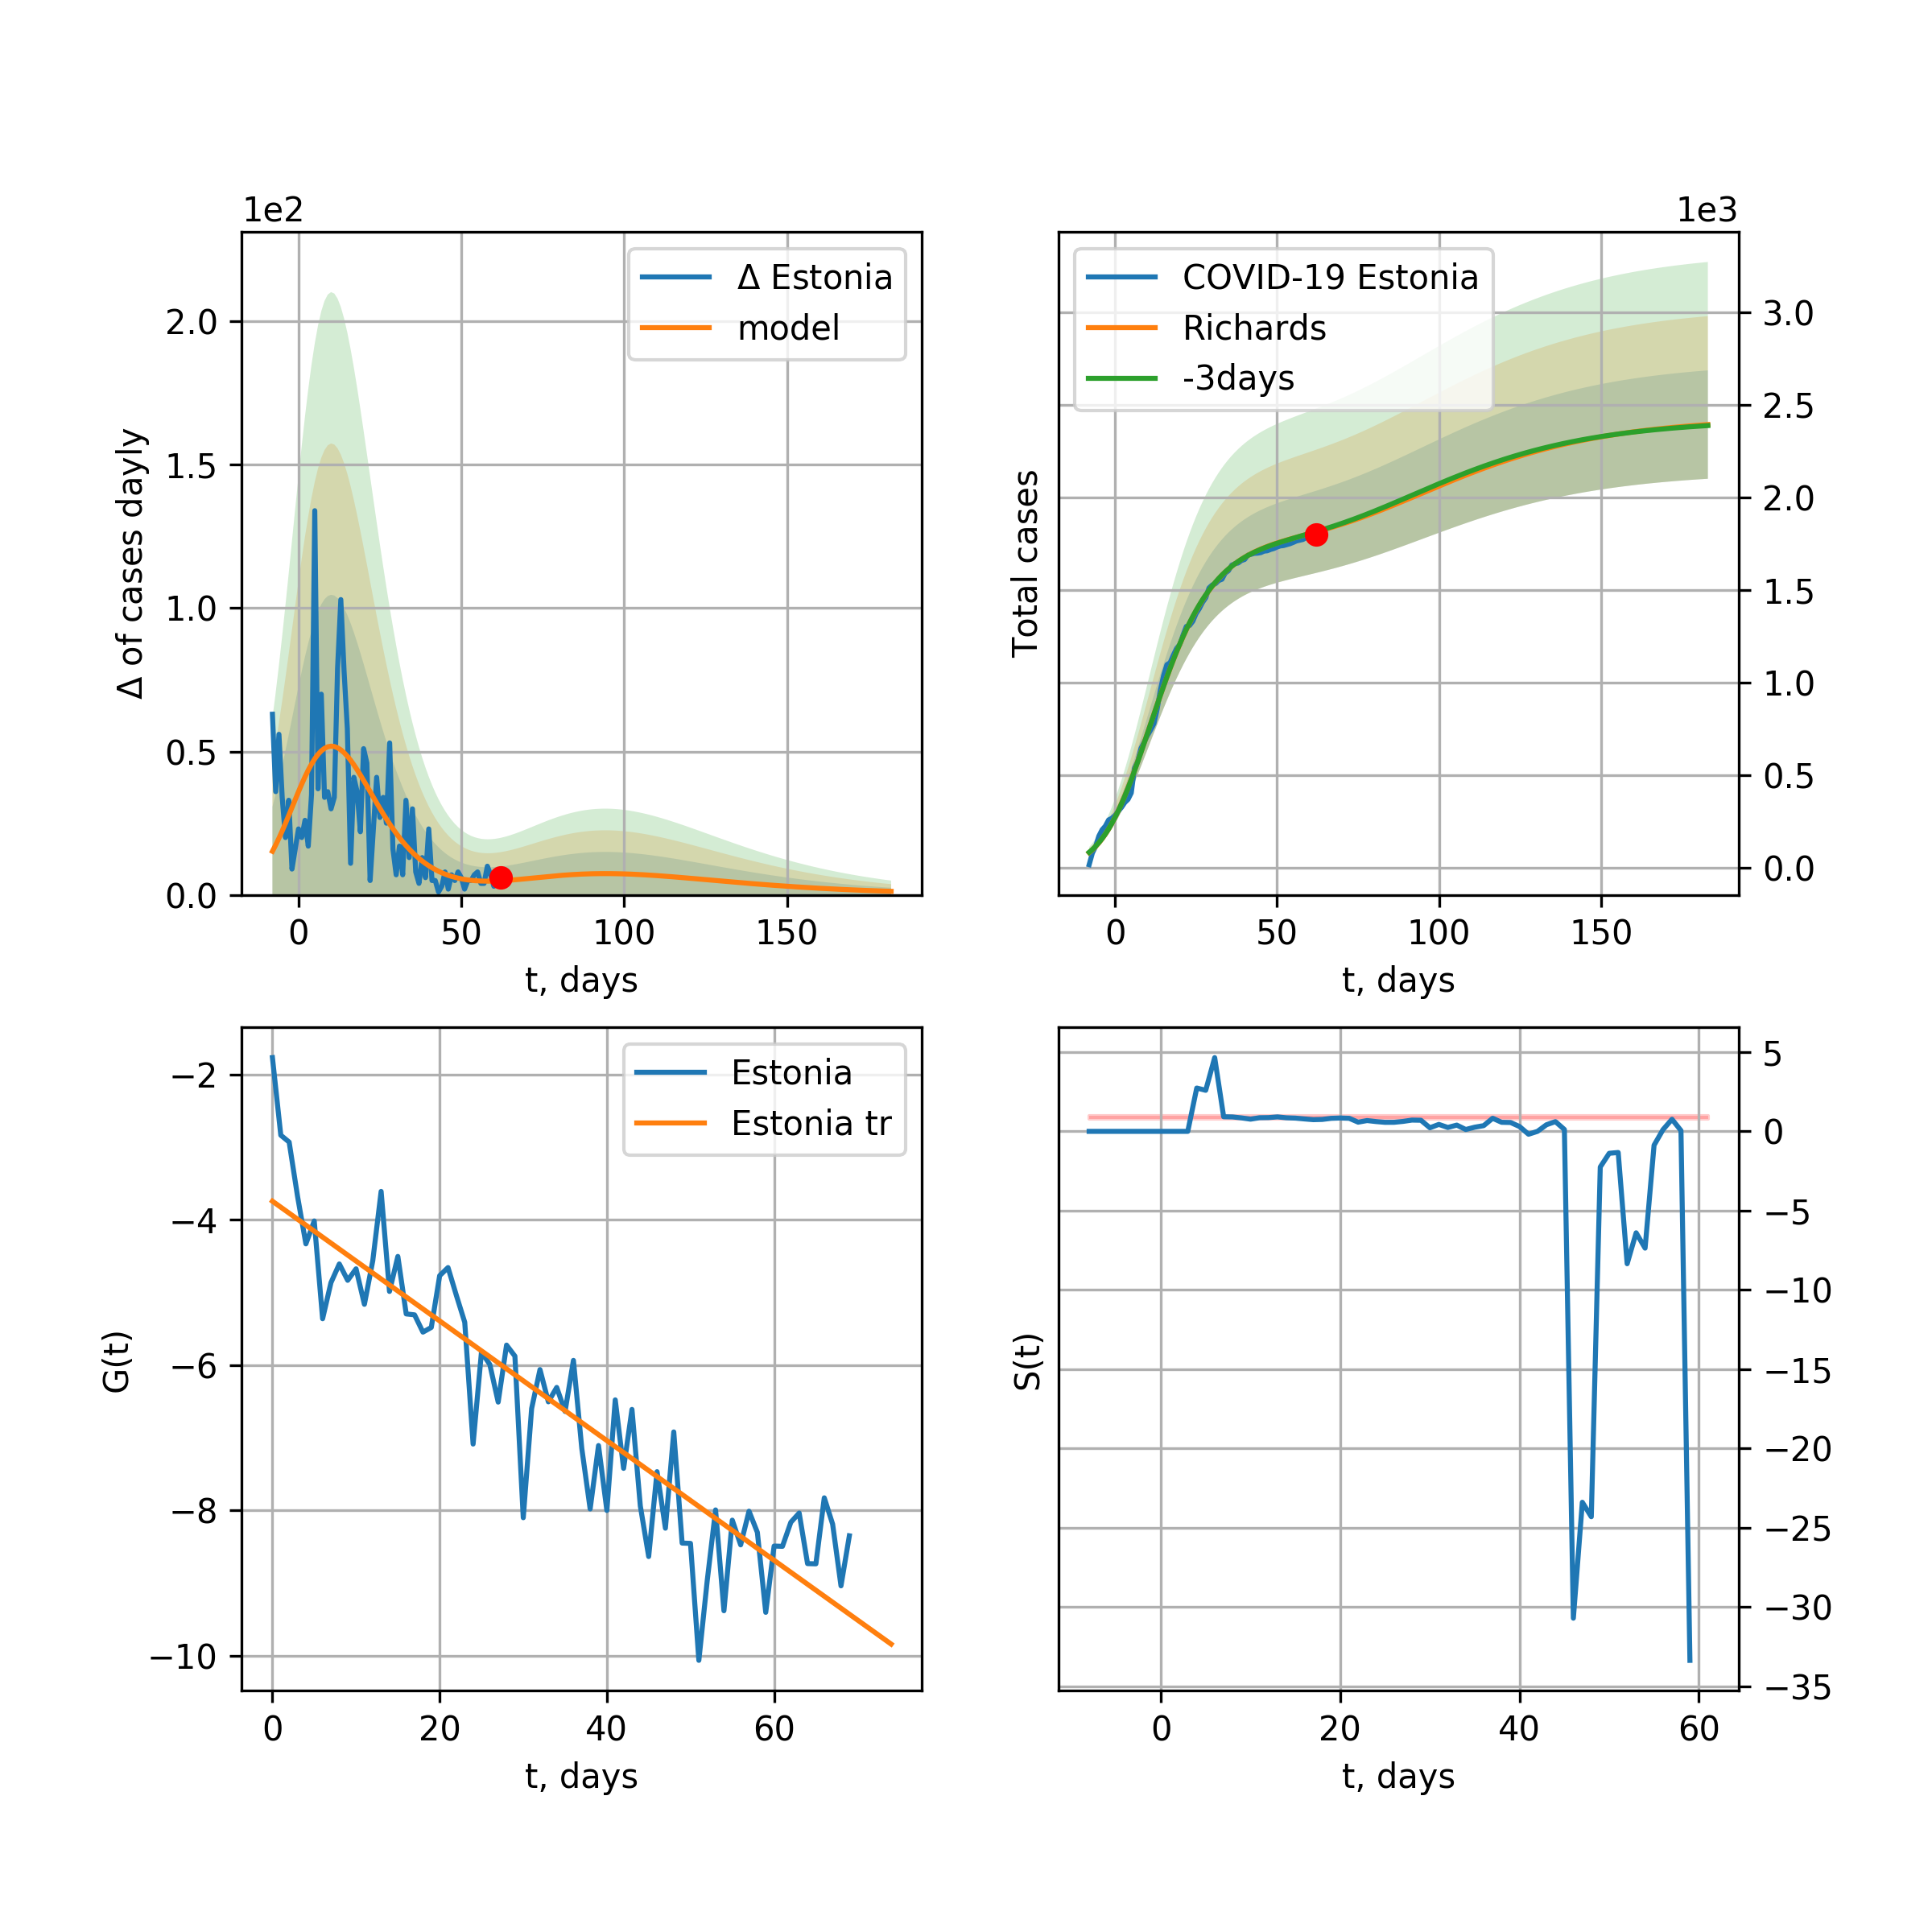 1e2
Δ of cases dayly
2.0
1.5
1.0
0.5
0.0
0
50
100
150
t, days
Δ Estonia
model
1e3
Total cases
COVID-19 Estonia
Richards
-3days
3.0
2.5
2.0
1.5
1.0
0.5
0.0
0
50
100
150
t, days
G(t)
−2
−4
−6
−8
−10
0
20
40
60
t, days
Estonia
Estonia tr
S(t)
5
0
−5
−10
−15
−20
−25
−30
−35
0
20
40
60
t, days